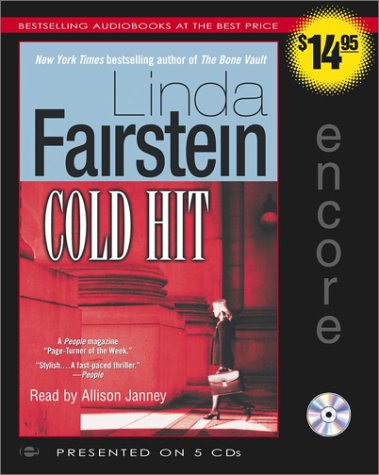 BESTSELLING AUDIOBOOKS AT THE BEST PRICE
$14.95
New York Times bestselling author of The Bone Vault
Linda
Fairstein
COLD HIT
encore
A People magazine
"Page-Turner of the Week."
"Stylish.... A fast-paced thriller."
—People
Read by Allison Janney
PRESENTED ON 5 CDs